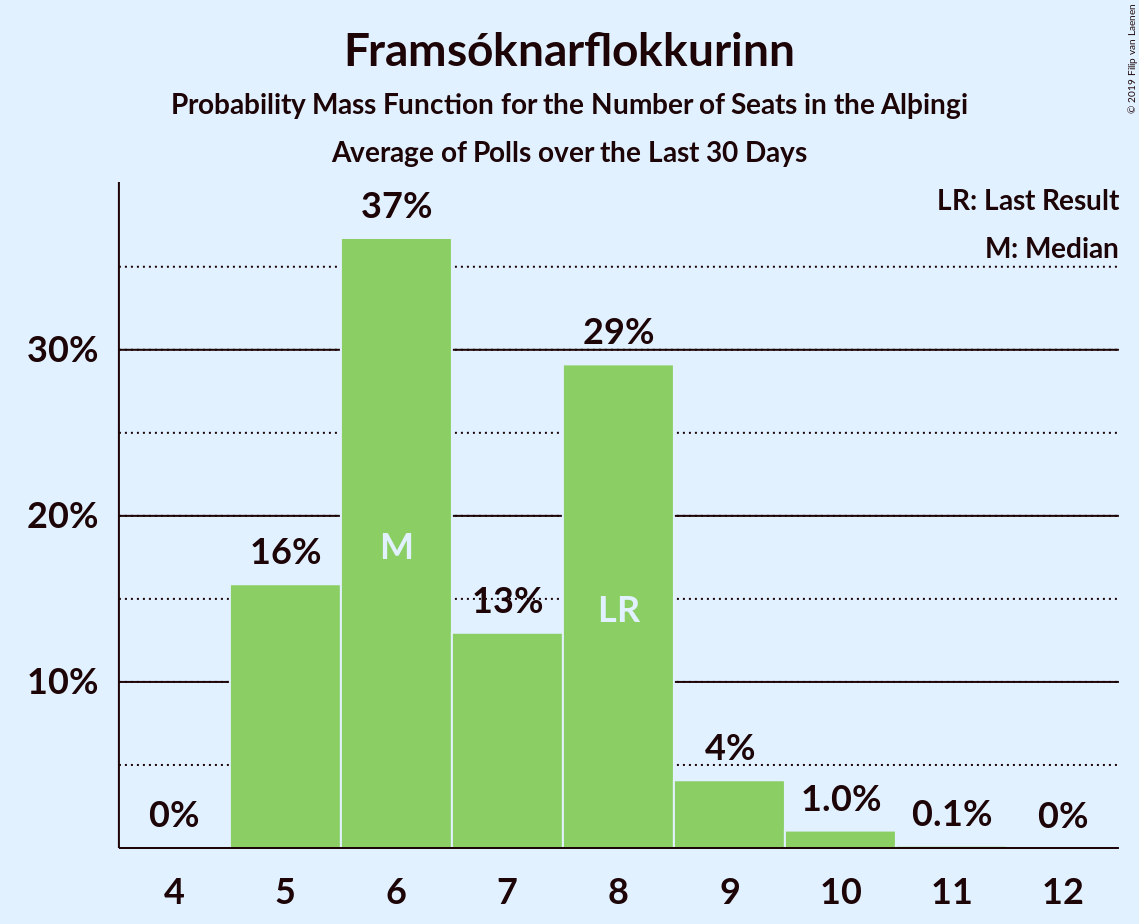 Framsóknarflokkurinn
Probability Mass Function for the Number of Seats in the Alþingi
Average of Polls over the Last 30 Days
© 2019 Filip van Laenen
LR: Last Result
M: Median
37%
30%
29%
20%
16%
M
13%
LR
10%
4%
0%
1.0%
0.1%
0%
4 5 6 7 8 9 10 11 12